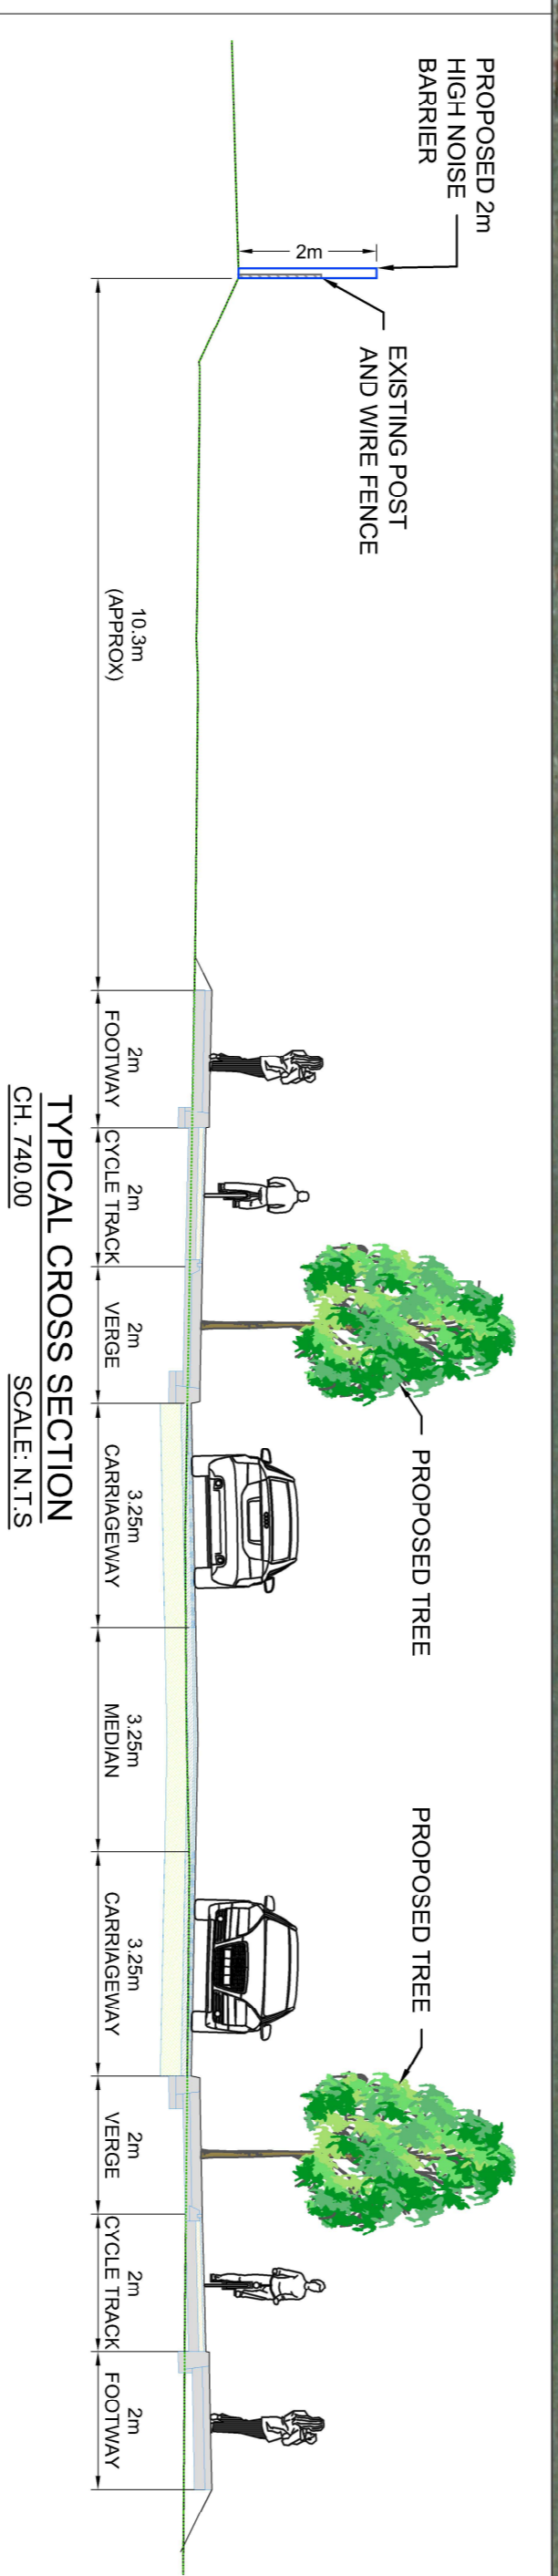 PROPOSED 2m
HIGH NOISE
BARRIER
2m
EXISTING POST
AND WIRE FENCE
PROPOSED TREE
PROPOSED TREE
10.3m
(APPROX)
2m
FOOTWAY
2m
CYCLE TRACK
2m
VERGE
3.25m
CARRIAGEWAY
3.25m
MEDIAN
3.25m
CARRIAGEWAY
2m
VERGE
2m
CYCLE TRACK
2m
FOOTWAY
TYPICAL CROSS SECTION
CH. 740.00 SCALE: N.T.S